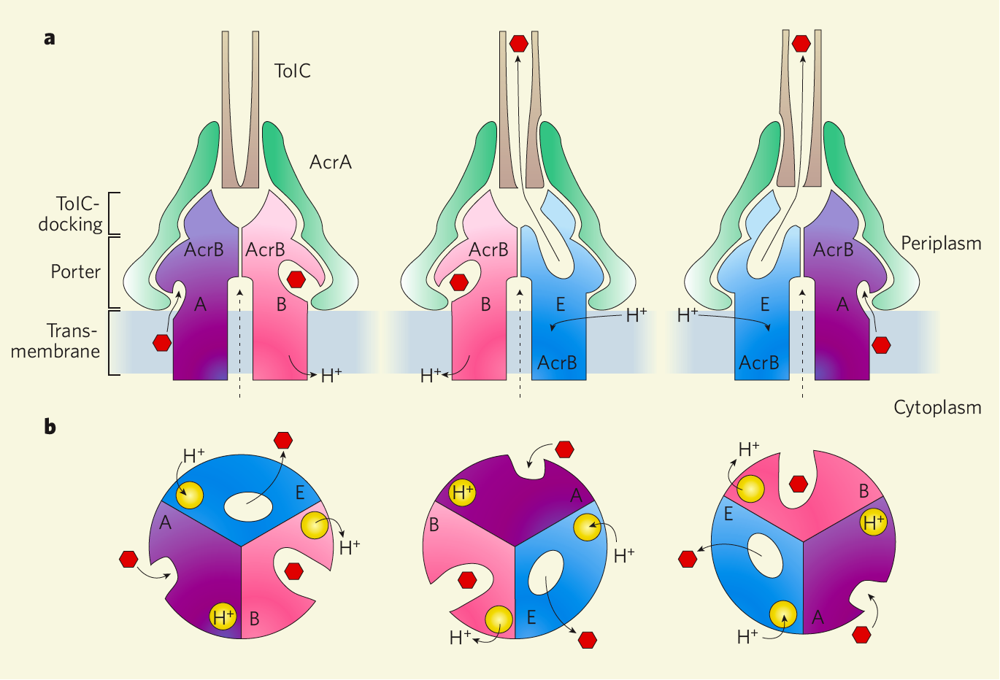 a
TolC
AcrA
TolC-
docking
Porter
Trans-
membrane
AcrB
AcrB
A
B
H+
AcrB
B
E
H+
H+
AcrB
AcrB
E
A
H+
AcrB
Periplasm
Cytoplasm
b
H+
E
A
H+
H+
B
H+
A
B
H+
E
H+
H+
B
E
H+
A
H+